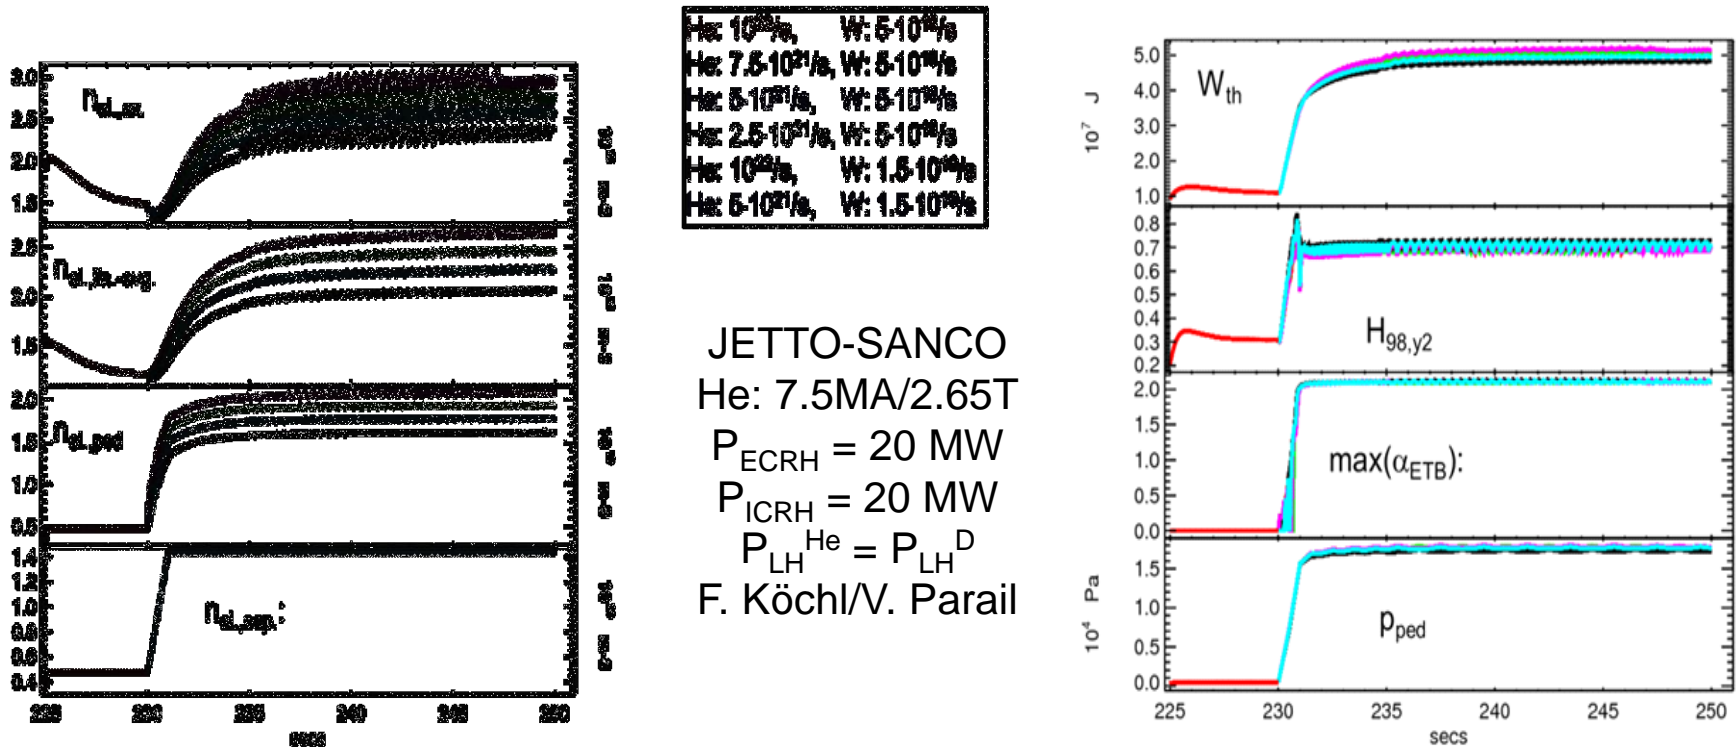 3.0
2.5
2.0
1.5
2.5
2.0
1.5
2.0
1.5
1.0
0.5
1.4
1.2
1.0
0.8
0.6
0.4
225 230 235 240 245 250
secs
He: 7.5·10²¹/s, W: 5·10¹⁸/s
He: 5·10²¹/s, W: 5·10¹⁸/s
He: 2.5·10²¹/s, W: 5·10¹⁸/s
W: 1.5·10¹⁹/s
He: 5·10²¹/s, W: 1.5·10¹⁹/s
JETTO-SANCO
He: 7.5MA/2.65T
P_ECRH = 20 MW
P_ICRH = 20 MW
P_LH^He = P_LH^D
F. Köchl/V. Parail
W_th
10⁷ J
5.0
4.0
3.0
2.0
1.0
H_98,y2
0.8
0.7
0.6
0.5
0.4
0.3
0.2
max(α_ETB):
2.0
1.5
1.0
0.5
0.0
p_ped
10⁴ Pa
1.5
1.0
0.5
0.0
225 230 235 240 245 250
secs